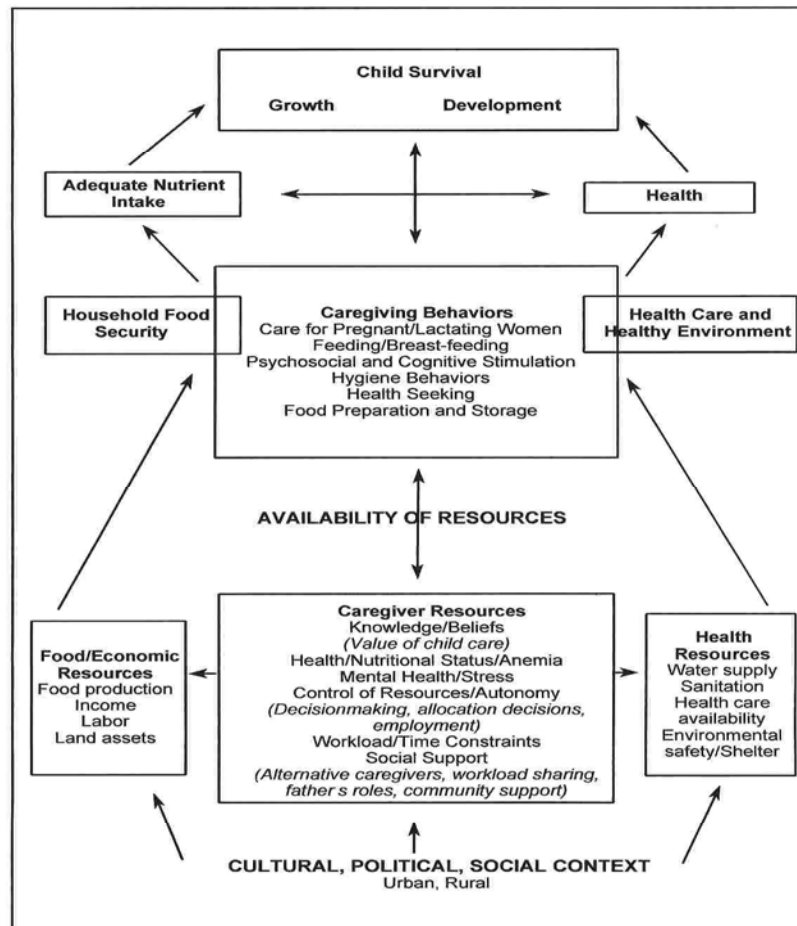 Child Survival
Growth Development
Adequate Nutrient
Intake
Health
Household Food
Security
Caregiving Behaviors
Care for Pregnant/Lactating Women
Feeding/Breast-feeding
Psychosocial and Cognitive Stimulation
Hygiene Behaviors
Health Seeking
Food Preparation and Storage
Health Care and
Healthy Environment
AVAILABILITY OF RESOURCES
Food/Economic
Resources
Food production
Income
Labor
Land assets
Caregiver Resources
Knowledge/Beliefs
(Value of child care)
Health/Nutritional Status/Anemia
Mental Health/Stress
Control of Resources/Autonomy
(Decisionmaking, allocation decisions,
employment)
Workload/Time Constraints
Social Support
(Alternative caregivers, workload sharing,
father s roles, community support)
Health
Resources
Water supply
Sanitation
Health care
availability
Environmental
safety/Shelter
CULTURAL, POLITICAL, SOCIAL CONTEXT
Urban, Rural